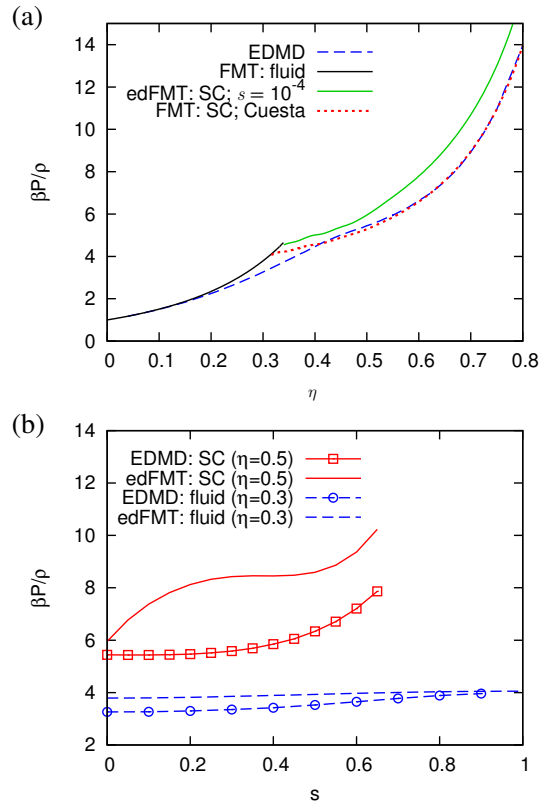 (a)
14
12
10
8
6
4
2
0
βP/ρ
EDMD
FMT: fluid
edFMT: SC; s = 10⁻⁴
FMT: SC; Cuesta
0 0.1 0.2 0.3 0.4 0.5 0.6 0.7 0.8
η
(b)
14
12
10
8
6
4
2
βP/ρ
EDMD: SC (η=0.5)
edFMT: SC (η=0.5)
EDMD: fluid (η=0.3)
edFMT: fluid (η=0.3)
0 0.2 0.4 0.6 0.8 1
s